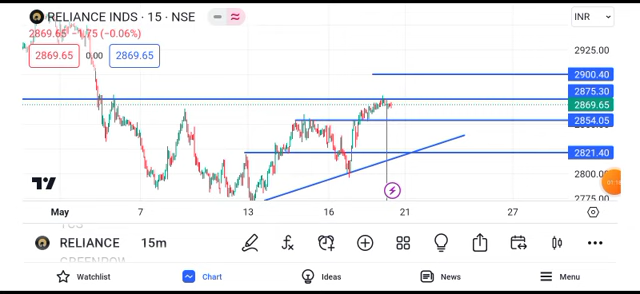 RELIANCE INDS · 15 · NSE
INR
2869.65 −1.75 (−0.06%)
2869.65 0.00 2869.65
2925.00
2900.40
2875.30
2869.65
2854.05
2821.40
2800.00
2775.00
May 7 13 16 21 27
RELIANCE 15m
Watchlist Chart Ideas News Menu